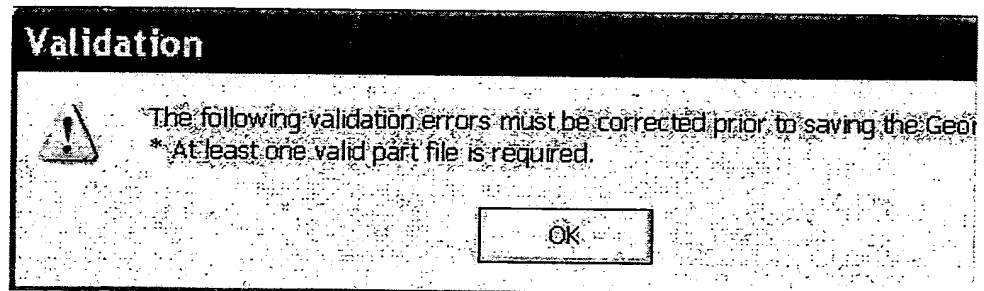 Validation
The following validation errors must be corrected prior to saving the
* At least one valid part file is required.
OK